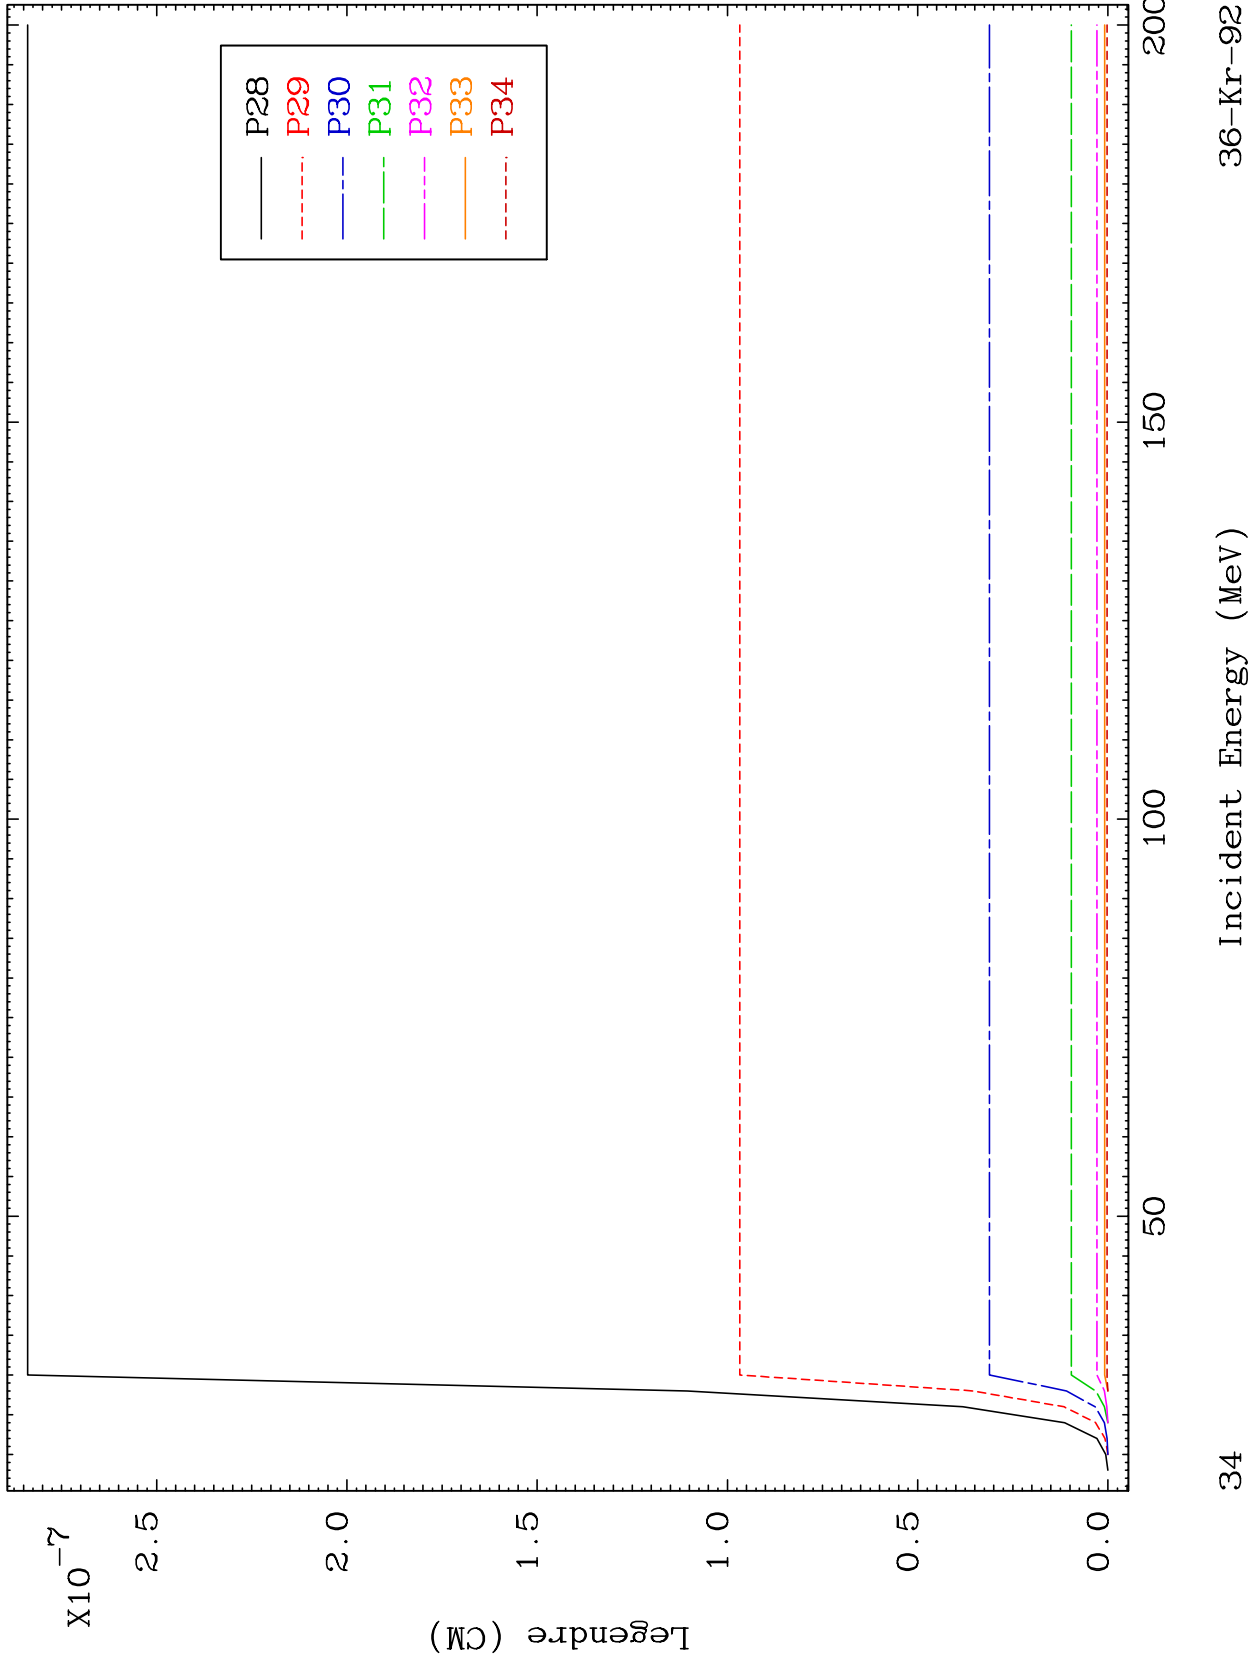 X10-7
2.5
2.0
1.5
1.0
0.5
0.0
Legendre (CM)
P28
P29
P30
P31
P32
P33
P34
50
100
150
200
Incident Energy (MeV)
34
36-Kr-92